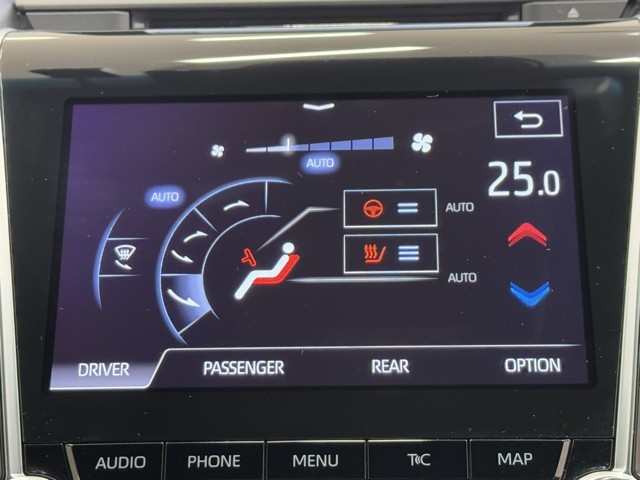 AUTO
25.0
AUTO
AUTO
AUTO
DRIVER PASSENGER REAR OPTION
AUDIO PHONE MENU T/C MAP